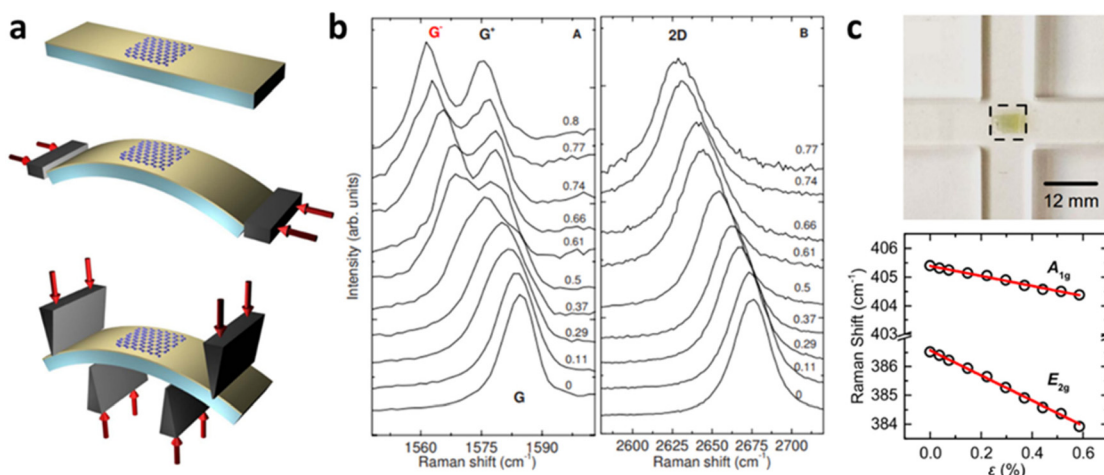 a
b
G⁻
G⁺
A
0.8
0.77
0.74
0.66
0.61
0.5
0.37
0.29
0.11
0
G
Intensity (arb. units)
1560 1575 1590
Raman shift (cm⁻¹)
2D
B
0.77
0.74
0.66
0.61
0.5
0.37
0.29
0.11
0
2600 2625 2650 2675 2700
Raman shift (cm⁻¹)
c
12 mm
406
405
404
403
386
384
Raman Shift (cm⁻¹)
A1g
E2g
0.0 0.2 0.4 0.6
ε (%)